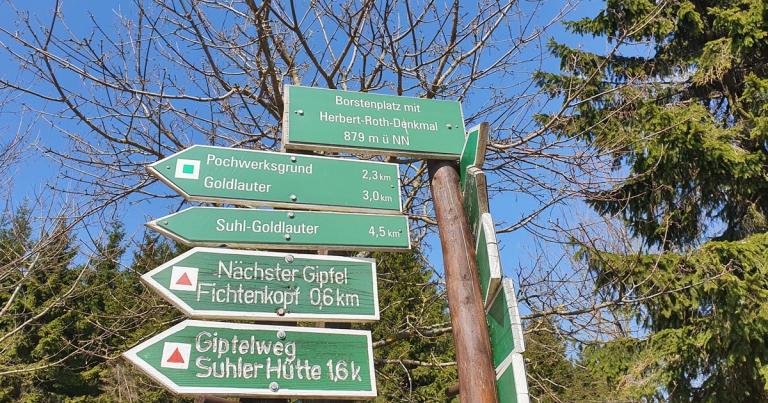 Borstenplatz mit
Herbert-Roth-Denkmal
879 m ü NN
Pochwerksgrund 2,3 km
Goldlauter 3,0 km
Suhl-Goldlauter 4,5 km
Nächster Gipfel
Fichtenkopf 0,6 km
Gipfelweg
Suhler Hütte 1,6 k